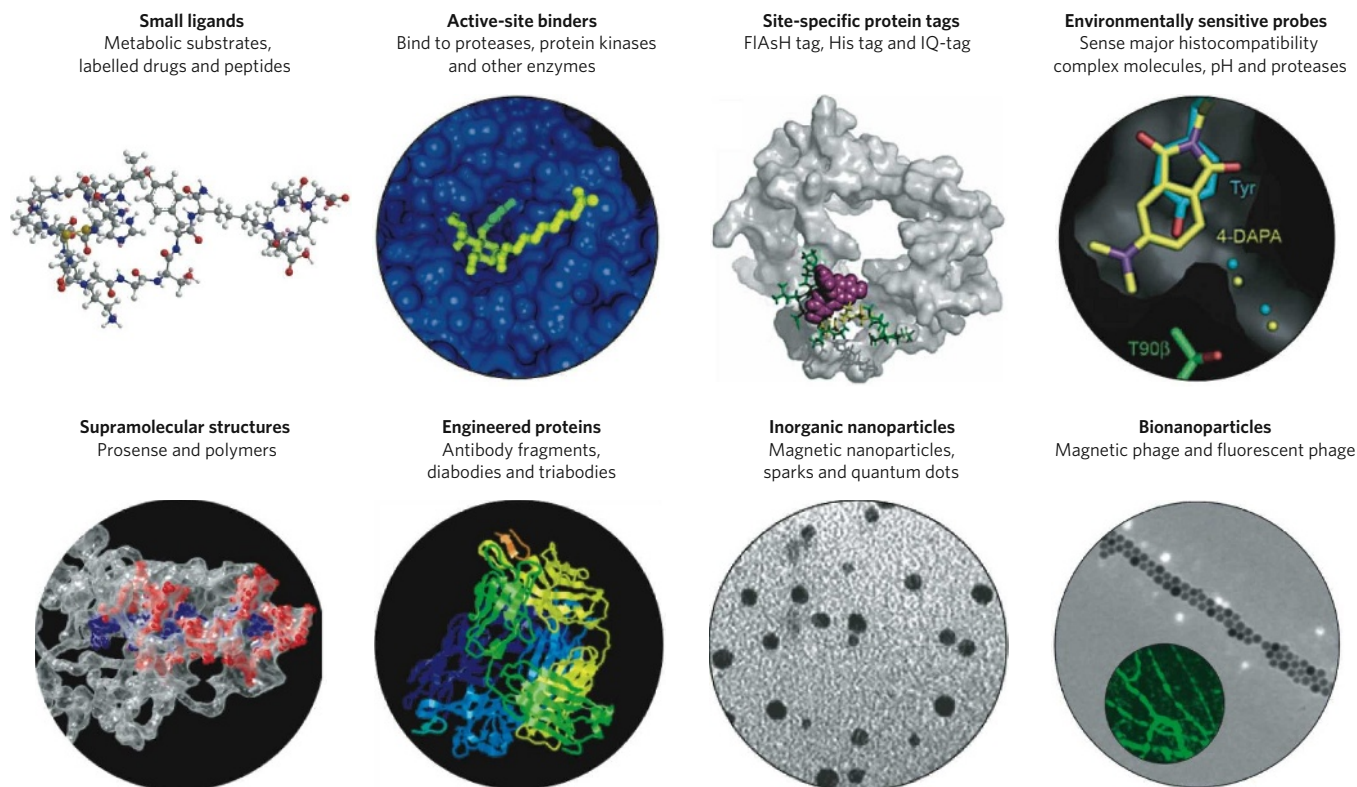 Small ligands
Metabolic substrates,
labelled drugs and peptides
Active-site binders
Bind to proteases, protein kinases
and other enzymes
Site-specific protein tags
FlAsH tag, His tag and IQ-tag
Environmentally sensitive probes
Sense major histocompatibility
complex molecules, pH and proteases
Tyr
4-DAPA
T90β
Supramolecular structures
Prosense and polymers
Engineered proteins
Antibody fragments,
diabodies and triabodies
Inorganic nanoparticles
Magnetic nanoparticles,
sparks and quantum dots
Bionanoparticles
Magnetic phage and fluorescent phage